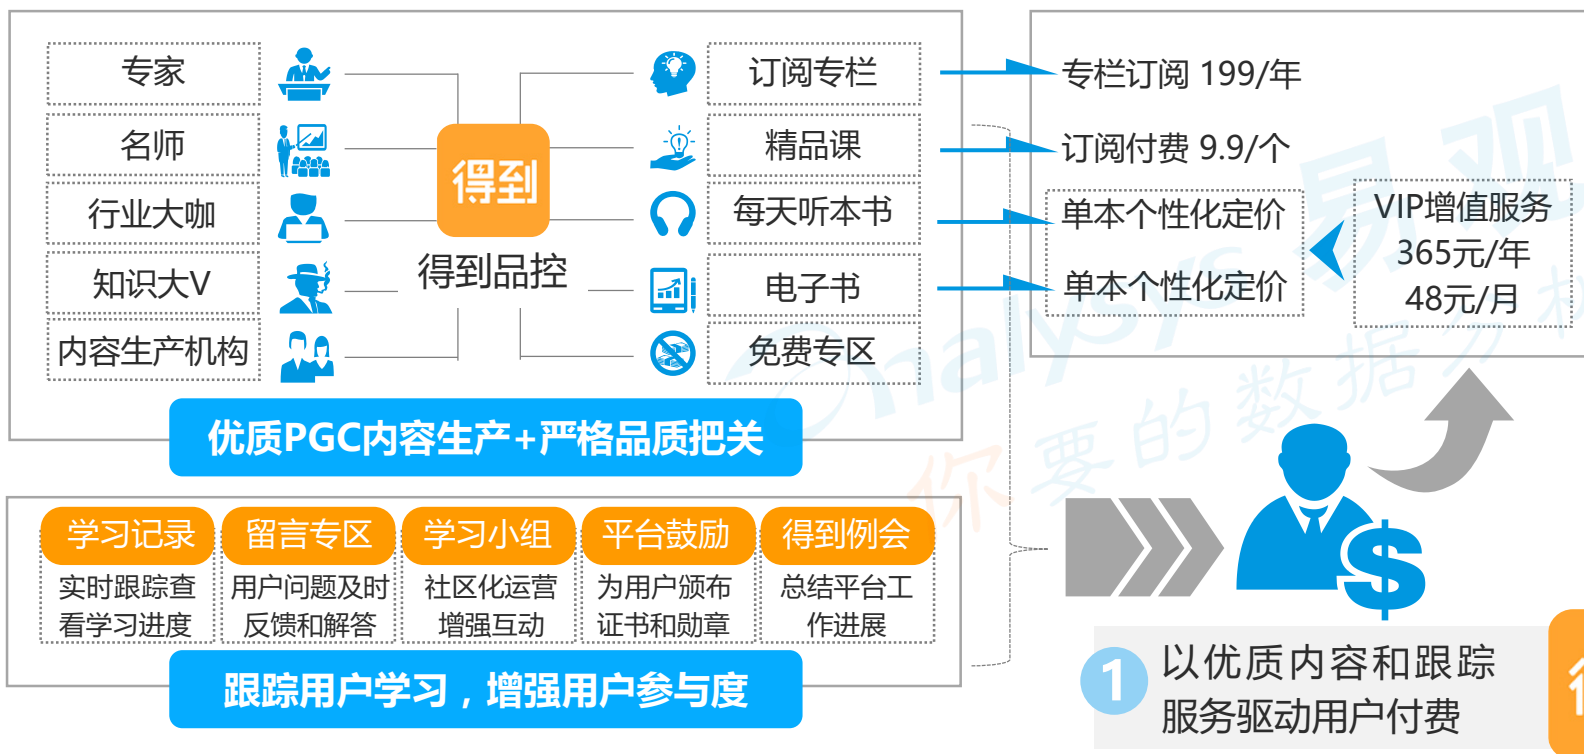 专家
名师
行业大咖
知识大V
内容生产机构
得到
得到品控
订阅专栏
精品课
每天听本书
电子书
免费专区
优质PGC内容生产+严格品质把关
专栏订阅 199/年
订阅付费 9.9/个
单本个性化定价
单本个性化定价
VIP增值服务
365元/年
48元/月
学习记录
实时跟踪查
看学习进度
留言专区
用户问题及时
反馈和解答
学习小组
社区化运营
增强互动
平台鼓励
为用户颁布
证书和勋章
得到例会
总结平台工
作进展
跟踪用户学习，增强用户参与度
$
1
以优质内容和跟踪
服务驱动用户付费
nalysys 易观
你要的数据分析